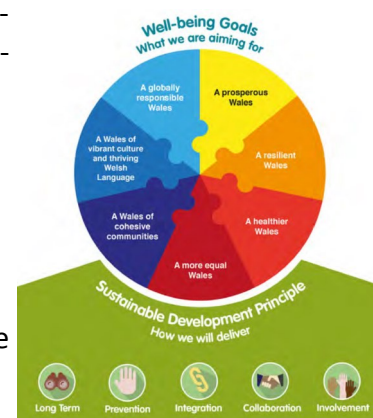 -
-
Well-being Goals
What we are aiming for
A globally
responsible
Wales
A prosperous
Wales
A resilient
Wales
A healthier
Wales
A more equal
Wales
A Wales of
cohesive
communities
A Wales of
vibrant culture
and thriving
Welsh
Language
Sustainable Development Principle
How we will deliver
e
Long Term
Prevention
Integration
Collaboration
Involvement